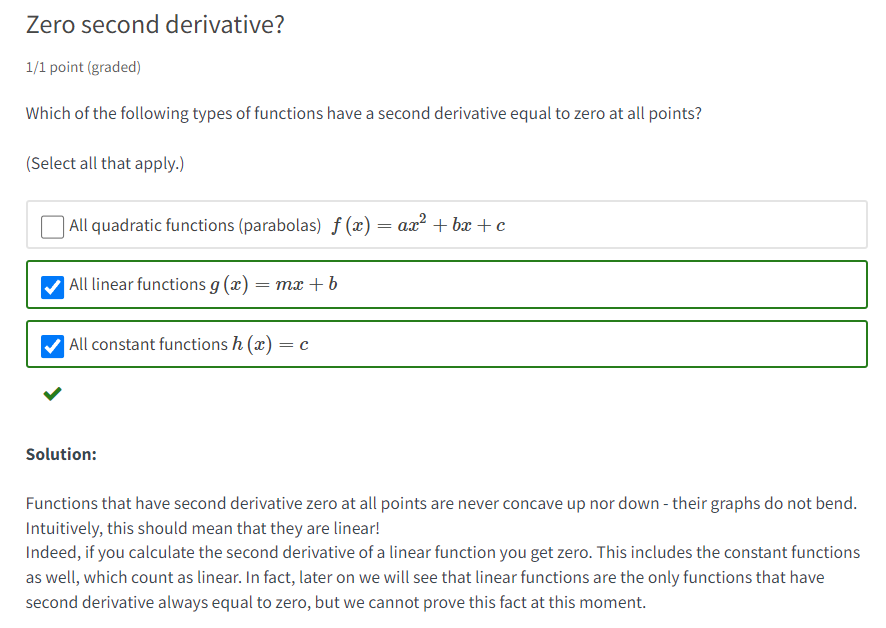 Zero second derivative?
1/1 point (graded)
Which of the following types of functions have a second derivative equal to zero at all points?
(Select all that apply.)
All quadratic functions (parabolas) f (x) = ax² + bx + c
All linear functions g (x) = mx + b
All constant functions h (x) = c
Solution:
Functions that have second derivative zero at all points are never concave up nor down - their graphs do not bend.
Intuitively, this should mean that they are linear!
Indeed, if you calculate the second derivative of a linear function you get zero. This includes the constant functions
as well, which count as linear. In fact, later on we will see that linear functions are the only functions that have
second derivative always equal to zero, but we cannot prove this fact at this moment.